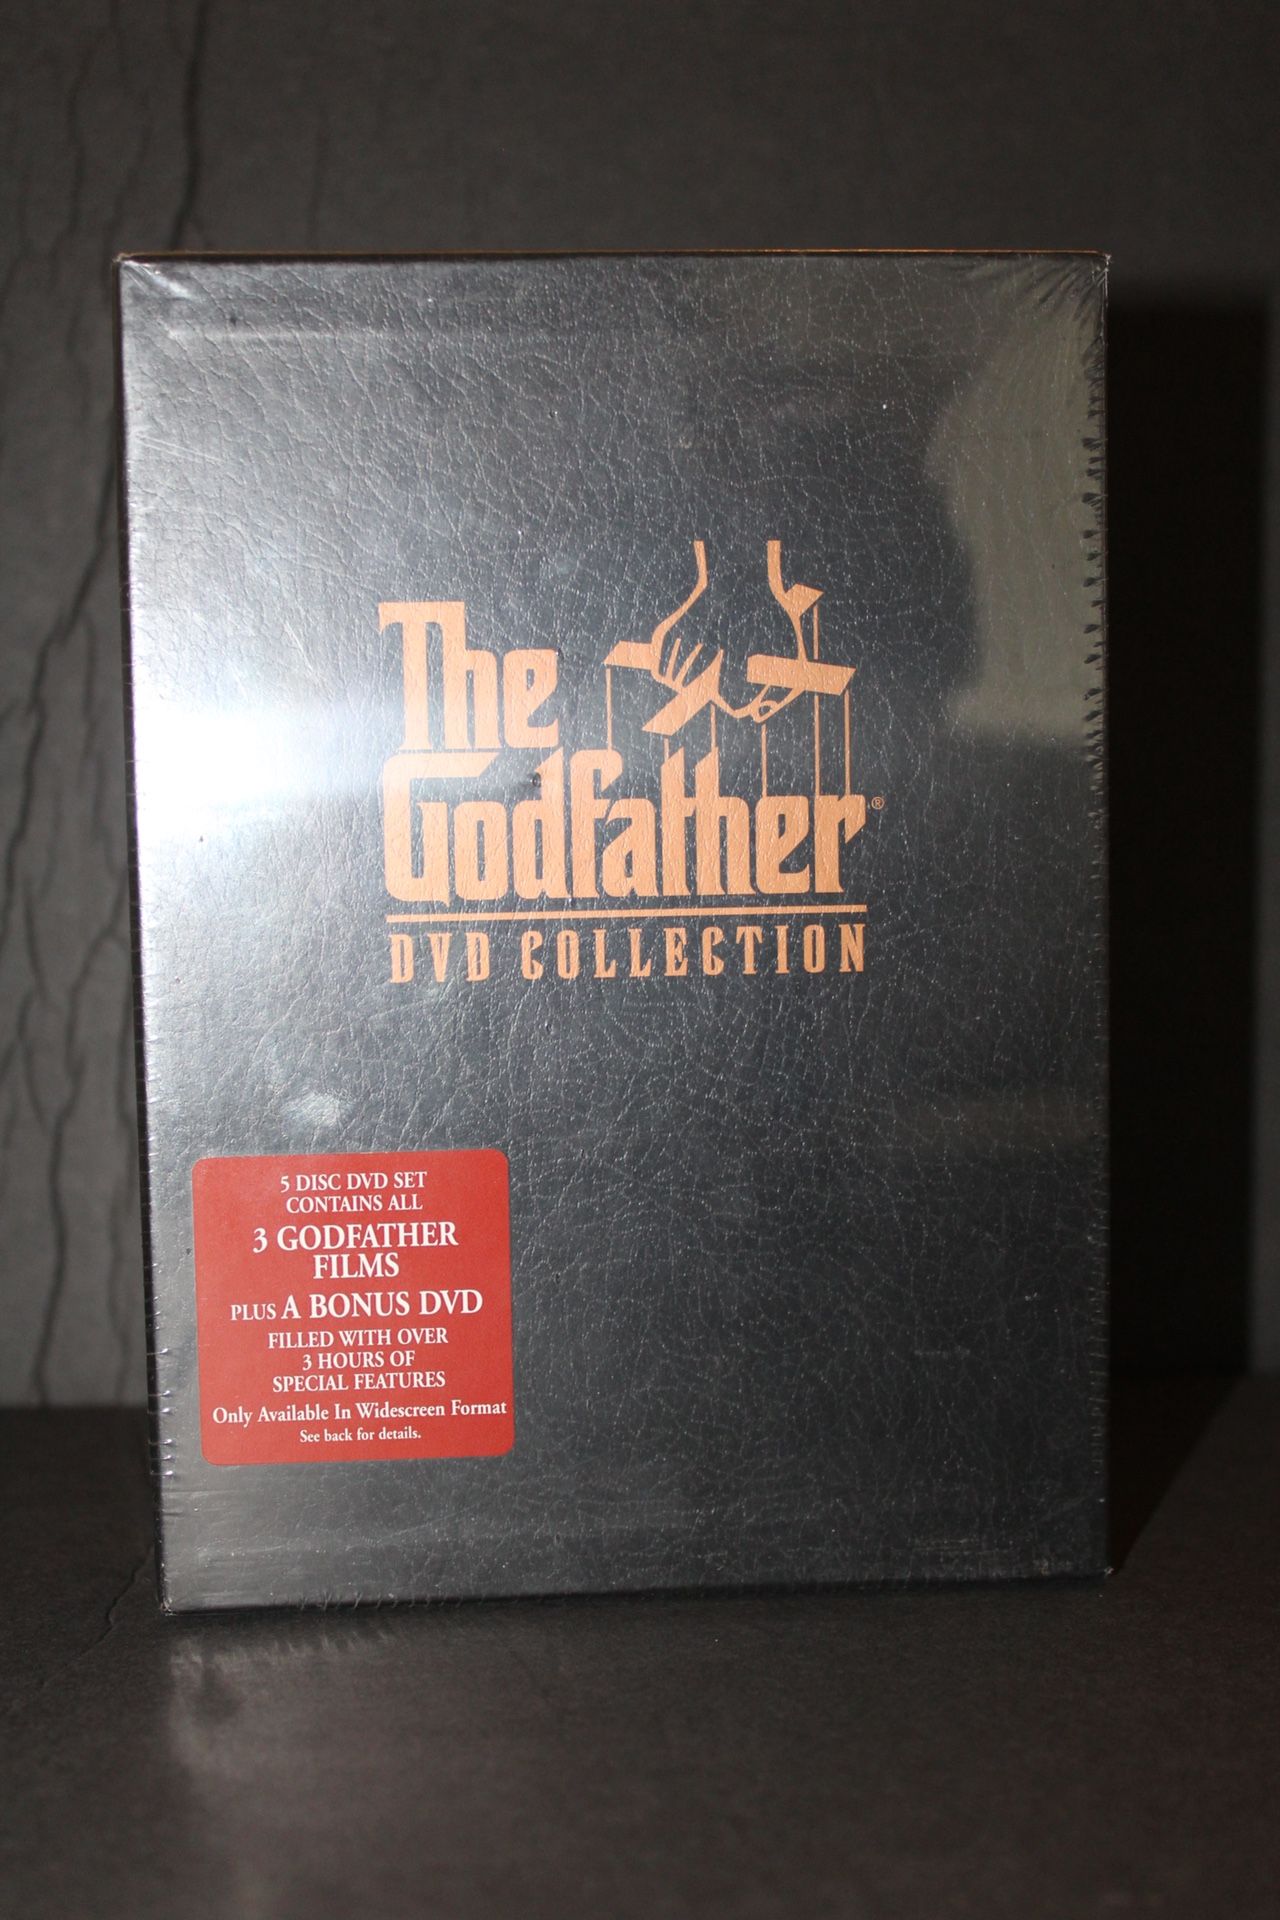 The
Godfather®
DVD COLLECTION
5 DISC DVD SET
CONTAINS ALL
3 GODFATHER
FILMS
PLUS A BONUS DVD
FILLED WITH OVER
3 HOURS OF
SPECIAL FEATURES
Only Available In Widescreen Format
See back for details.